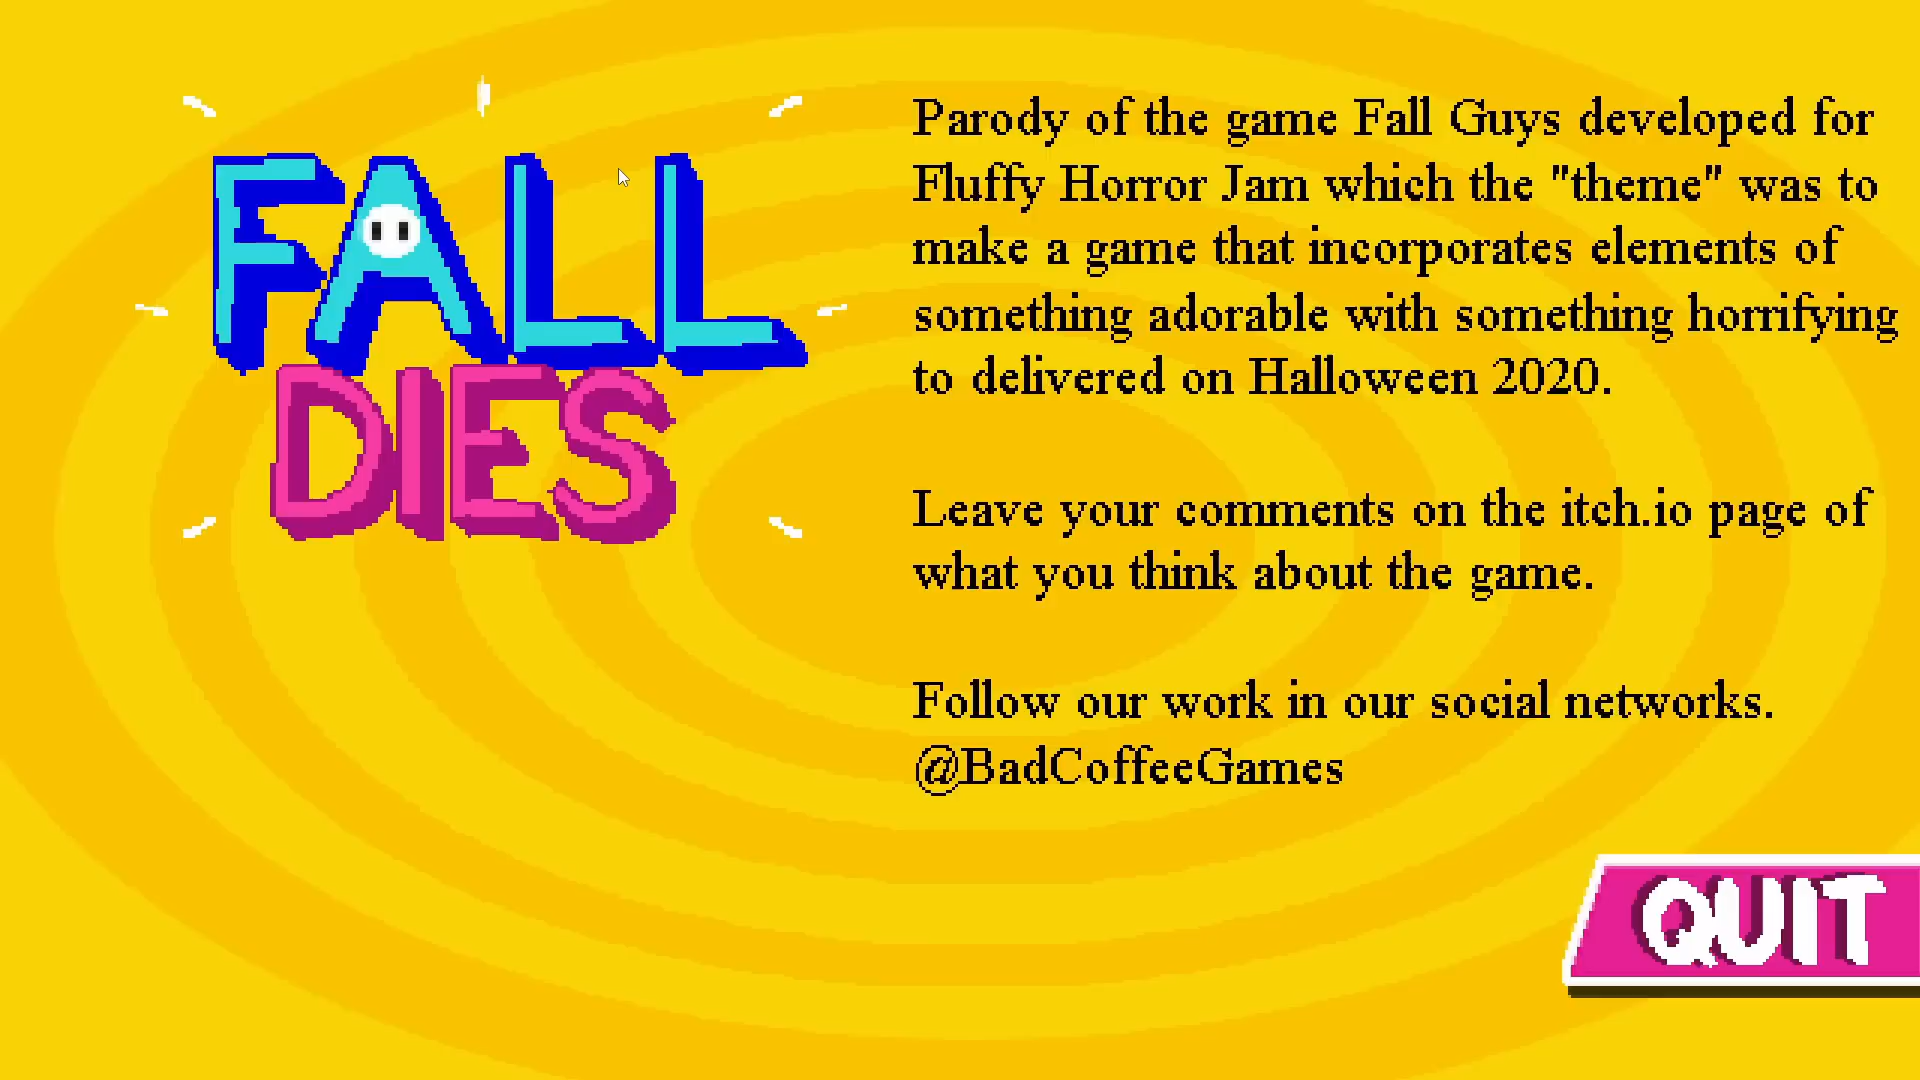 FALL
DIES
Parody of the game Fall Guys developed for
Fluffy Horror Jam which the "theme" was to
make a game that incorporates elements of
something adorable with something horrifying
to delivered on Halloween 2020.
Leave your comments on the itch.io page of
what you think about the game.
Follow our work in our social networks.
@BadCoffeeGames
QUIT